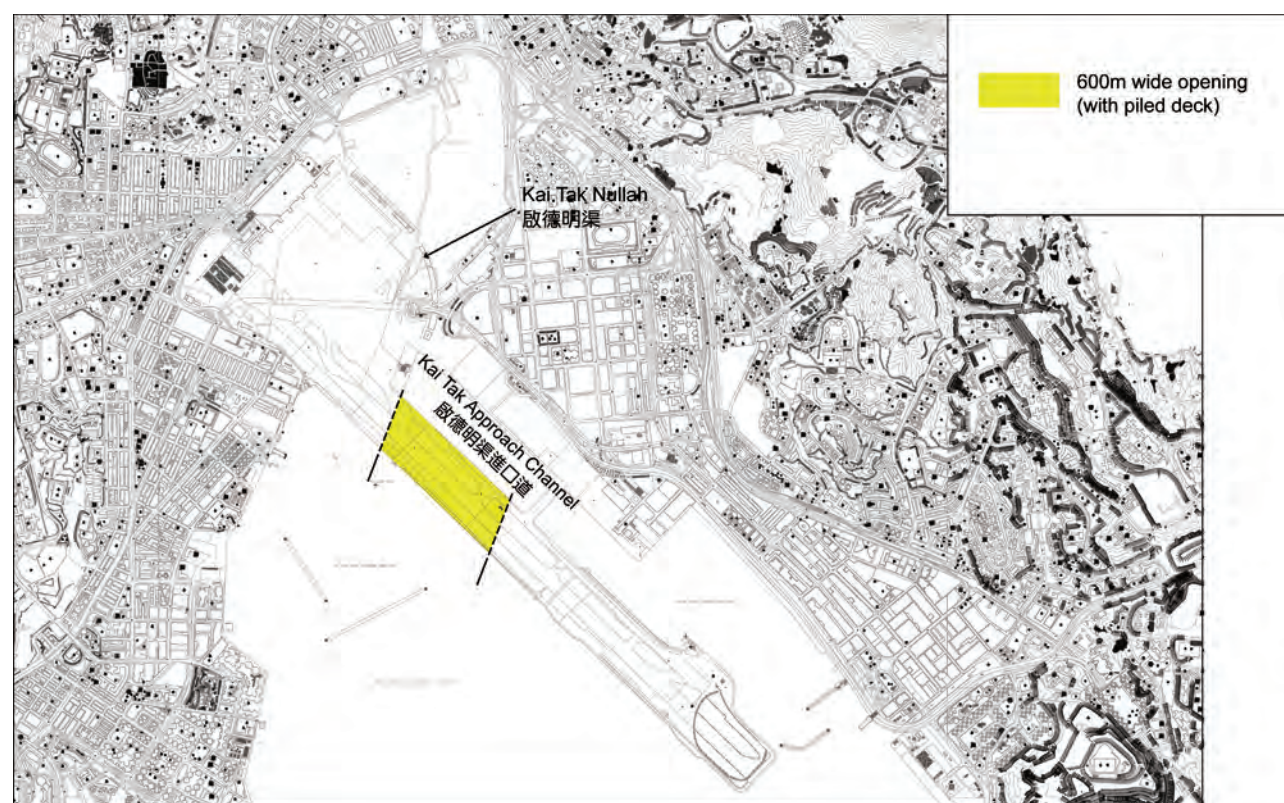 600m wide opening
(with piled deck)
Kai Tak Nullah
啟德明渠
Kai Tak Approach Channel
啟德明渠進口道